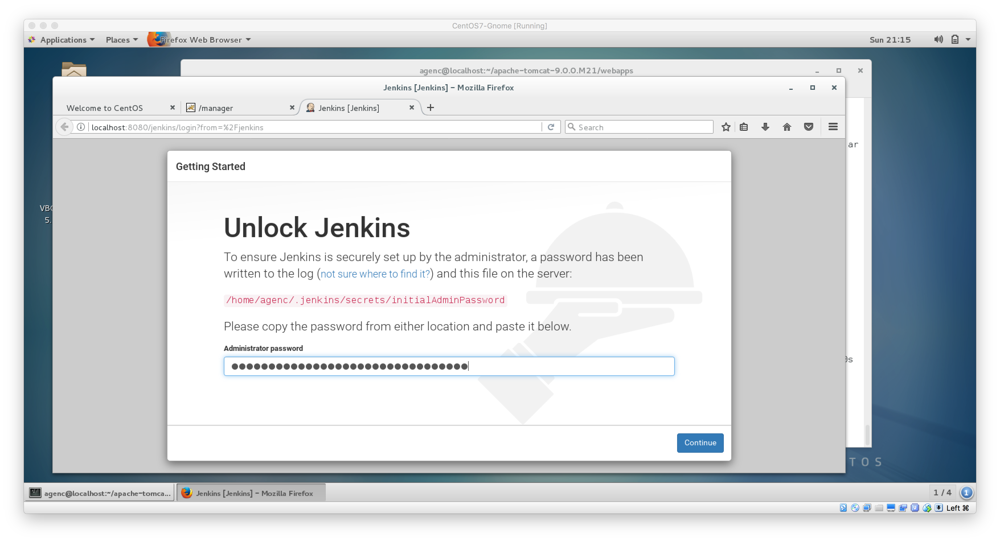 CentOS7-Gnome [Running]
Applications Places Firefox Web Browser Sun 21:15
agenc@localhost:~/apache-tomcat-9.0.0.M21/webapps
Jenkins [Jenkins] - Mozilla Firefox
Welcome to CentOS /manager Jenkins [Jenkins]
localhost:8080/jenkins/login?from=%2Fjenkins Search
ar
Getting Started
VBO
5.
Unlock Jenkins
To ensure Jenkins is securely set up by the administrator, a password has been
written to the log (not sure where to find it?) and this file on the server:
/home/agenc/.jenkins/secrets/initialAdminPassword
Please copy the password from either location and paste it below.
Administrator password
Continue
TOS
agenc@localhost:~/apache-tomca... Jenkins [Jenkins] - Mozilla Firefox 1 / 4 1
Left ⌘